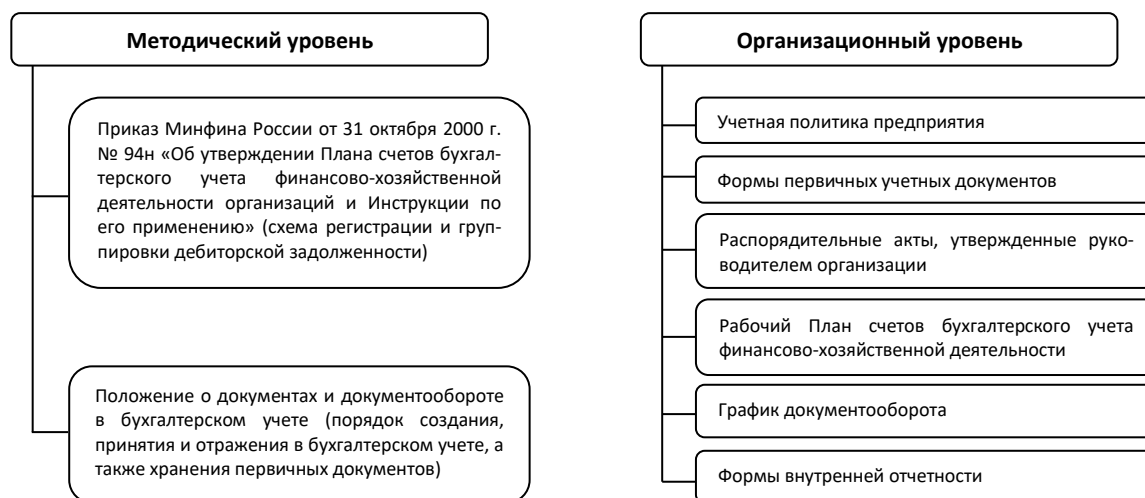 Методический уровень
Приказ Минфина России от 31 октября 2000 г.
№ 94н «Об утверждении Плана счетов бухгал-
терского учета финансово-хозяйственной
деятельности организаций и Инструкции по
его применению» (схема регистрации и груп-
пировки дебиторской задолженности)
Положение о документах и документообороте
в бухгалтерском учете (порядок создания,
принятия и отражения в бухгалтерском учете, а
также хранения первичных документов)
Организационный уровень
Учетная политика предприятия
Формы первичных учетных документов
Распорядительные акты, утвержденные руко-
водителем организации
Рабочий План счетов бухгалтерского учета
финансово-хозяйственной деятельности
График документооборота
Формы внутренней отчетности